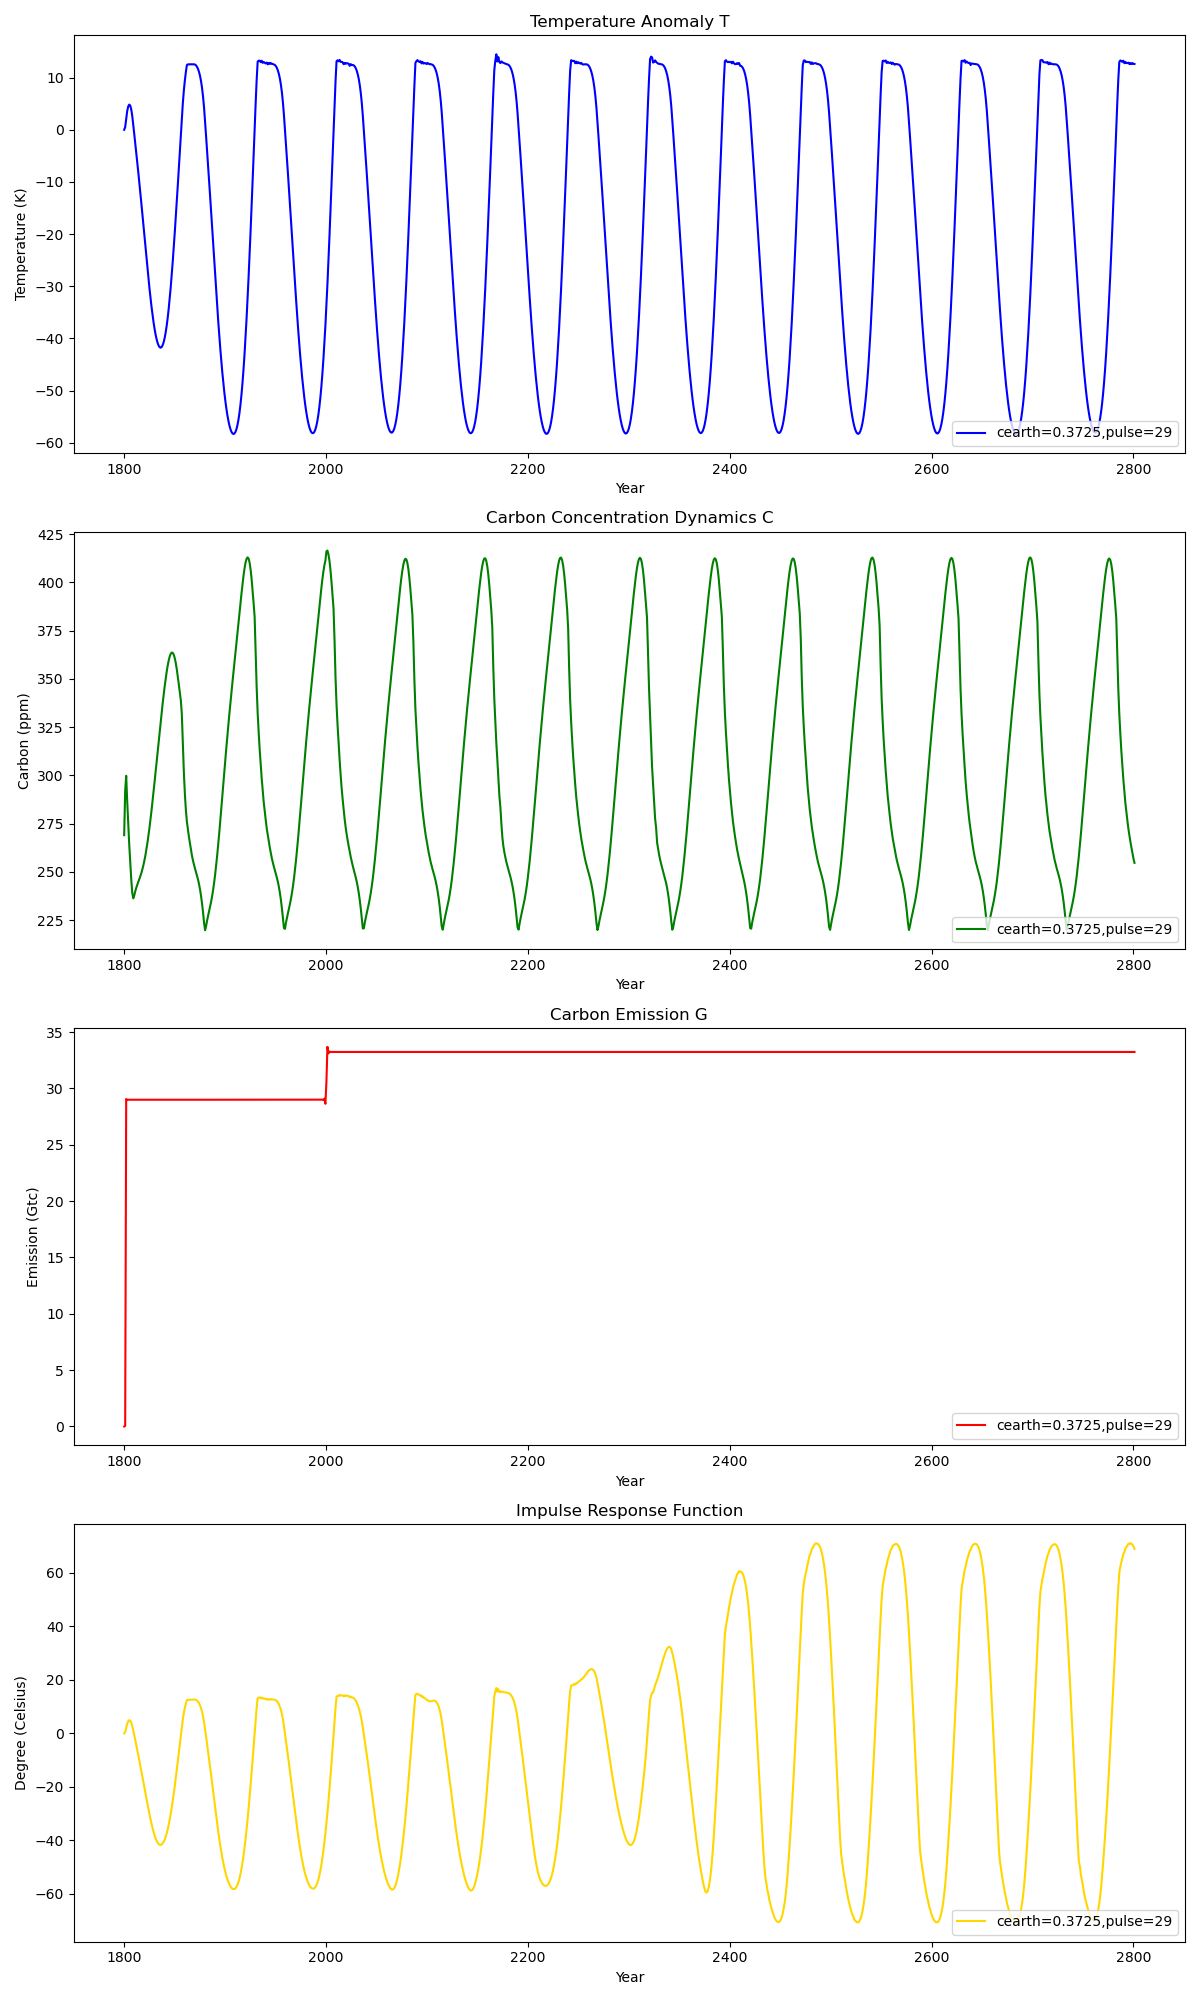 Temperature Anomaly T
10
0
−10
−20
−30
−40
−50
−60
Temperature (K)
cearth=0.3725,pulse=29
1800 2000 2200 2400 2600 2800
Year
Carbon Concentration Dynamics C
425
400
375
350
325
300
275
250
225
Carbon (ppm)
cearth=0.3725,pulse=29
1800 2000 2200 2400 2600 2800
Year
Carbon Emission G
35
30
25
20
15
10
5
0
Emission (Gtc)
cearth=0.3725,pulse=29
1800 2000 2200 2400 2600 2800
Year
Impulse Response Function
60
40
20
0
−20
−40
−60
Degree (Celsius)
cearth=0.3725,pulse=29
1800 2000 2200 2400 2600 2800
Year